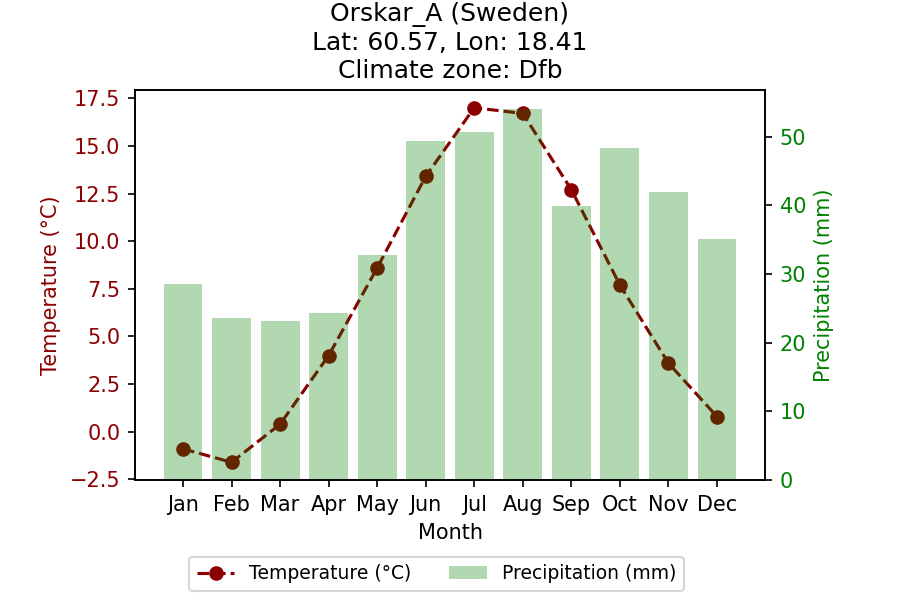 Orskar_A (Sweden)
Lat: 60.57, Lon: 18.41
Climate zone: Dfb
17.5
15.0
12.5
10.0
7.5
5.0
2.5
0.0
−2.5
Temperature (°C)
50
40
30
20
10
0
Precipitation (mm)
Jan Feb Mar Apr May Jun Jul Aug Sep Oct Nov Dec
Month
Temperature (°C) Precipitation (mm)